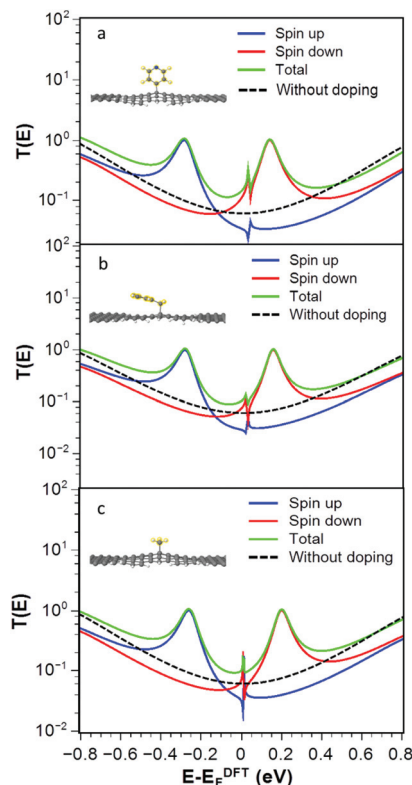 10²
a
Spin up
Spin down
Total
Without doping
10¹
T(E)
10⁰
10⁻¹
10²
b
Spin up
Spin down
Total
Without doping
10¹
T(E)
10⁰
10⁻¹
10⁻²
c
Spin up
Spin down
Total
Without doping
10²
10¹
T(E)
10⁰
10⁻¹
10⁻²
−0.8 −0.6 −0.4 −0.2 0 0.2 0.4 0.6 0.8
E-E_F^DFT (eV)